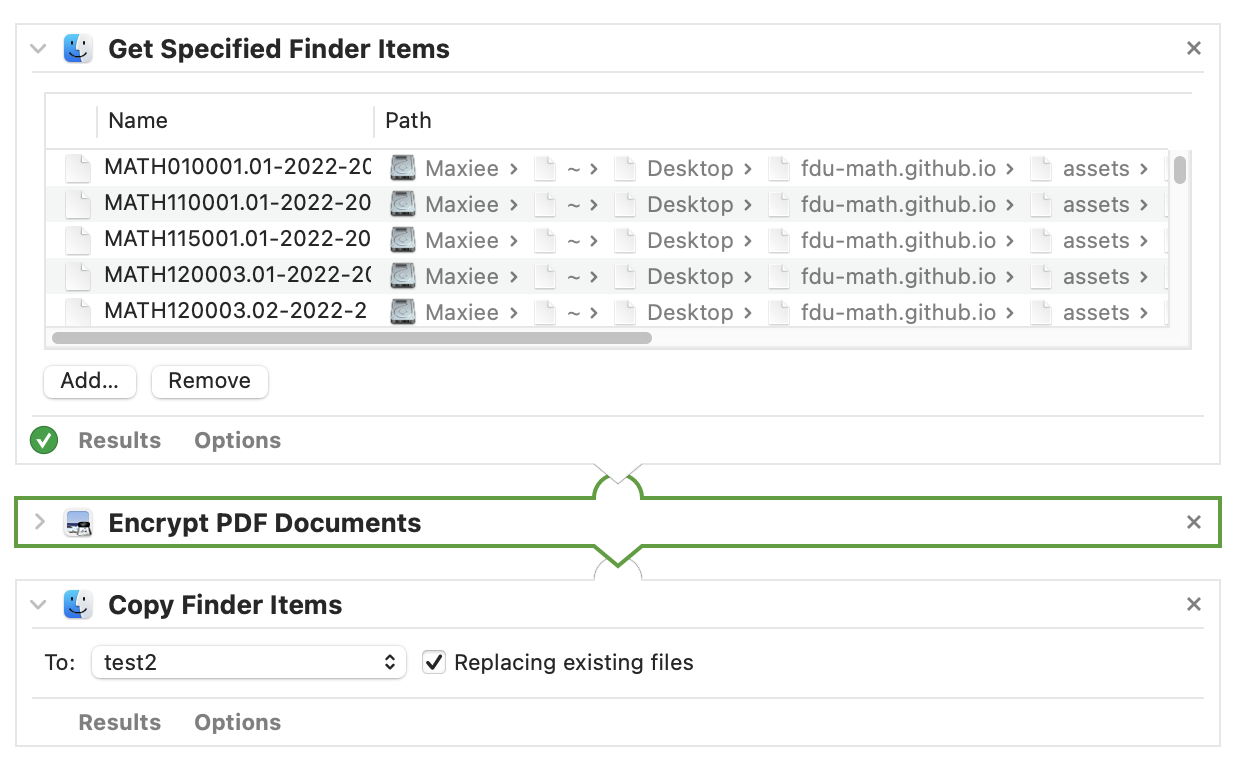 Get Specified Finder Items
Name Path
MATH010001.01-2022-20 Maxiee › ~ › Desktop › fdu-math.github.io › assets ›
MATH110001.01-2022-20 Maxiee › ~ › Desktop › fdu-math.github.io › assets ›
MATH115001.01-2022-20 Maxiee › ~ › Desktop › fdu-math.github.io › assets ›
MATH120003.01-2022-20 Maxiee › ~ › Desktop › fdu-math.github.io › assets ›
MATH120003.02-2022-2 Maxiee › ~ › Desktop › fdu-math.github.io › assets ›
Add... Remove
Results Options
Encrypt PDF Documents
Copy Finder Items
To: test2 Replacing existing files
Results Options